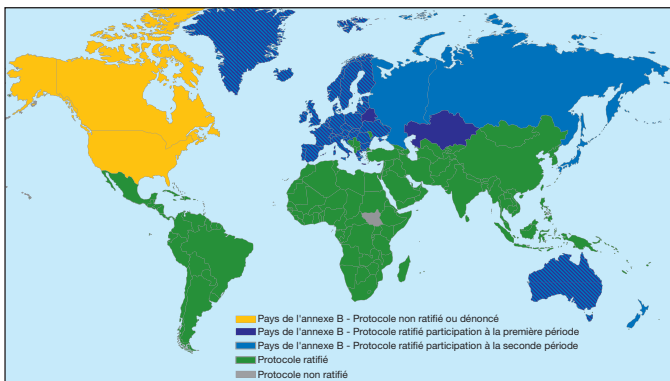 Pays de l'annexe B - Protocole non ratifié ou dénoncé
Pays de l'annexe B - Protocole ratifié participation à la première période
Pays de l'annexe B - Protocole ratifié participation à la seconde période
Protocole ratifié
Protocole non ratifié